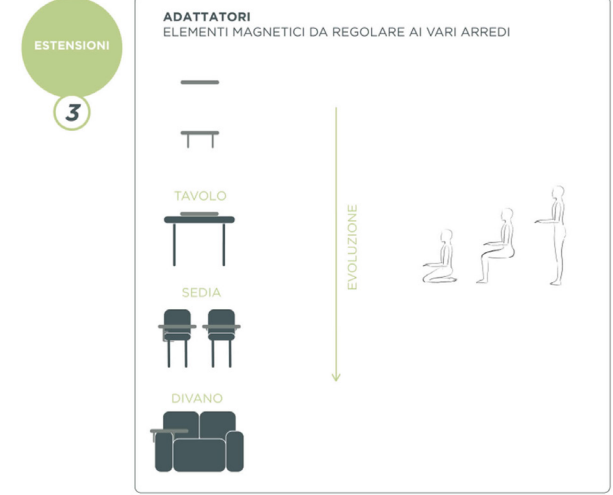 ESTENSIONI
3
ADATTATORI
ELEMENTI MAGNETICI DA REGOLARE AI VARI ARREDI
TAVOLO
SEDIA
DIVANO
EVOLUZIONE